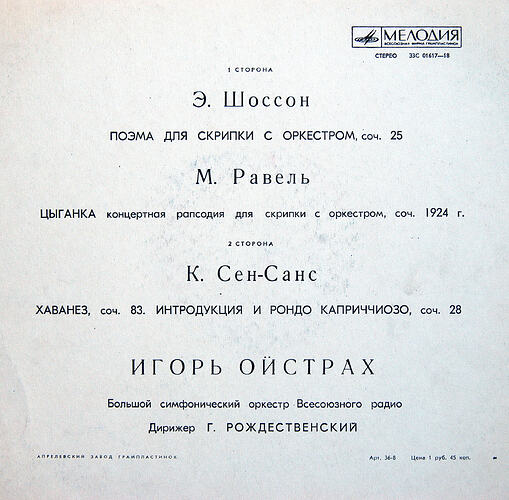 МЕЛОДИЯ
ВСЕСОЮЗНАЯ ФИРМА ГРАМПЛАСТИНОК
СТЕРЕО 33С 01617—18
1 СТОРОНА
Э. Шоссон
ПОЭМА ДЛЯ СКРИПКИ С ОРКЕСТРОМ, соч. 25
М. Равель
ЦЫГАНКА концертная рапсодия для скрипки с оркестром, соч. 1924 г.
2 СТОРОНА
К. Сен-Санс
ХАВАНЕЗ, соч. 83. ИНТРОДУКЦИЯ И РОНДО КАПРИЧЧИОЗО, соч. 28
ИГОРЬ ОЙСТРАХ
Большой симфонический оркестр Всесоюзного радио
Дирижер Г. РОЖДЕСТВЕНСКИЙ
АПРЕЛЕВСКИЙ ЗАВОД ГРАМПЛАСТИНОК Арт. 36-8 Цена 1 руб. 45 коп.